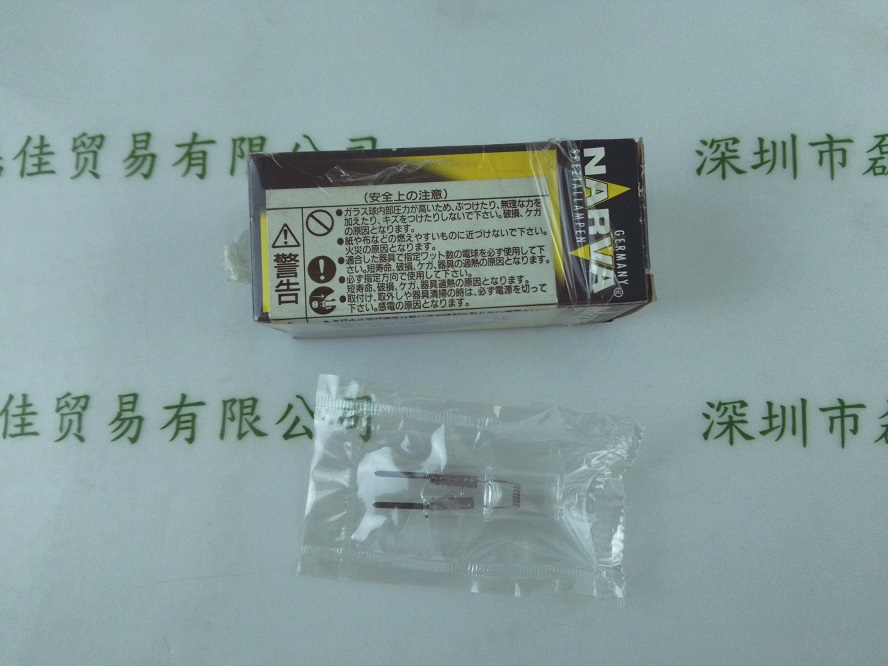 佳贸易有限公司
深圳市磊
NARVA
SPEZIALLAMPEN
GERMANY
®
(安全上の注意)
警告
●ガラス球内部圧力が高いため、ぶつけたり、無理な力を
加えたり、キズをつけたりしないで下さい。破損、ケガ
の原因となります。
●紙や布などの燃えやすいものに近づけないで下さい。
火災の原因となります。
●適合した器具で指定ワット数の電球を必ず使用して下
さい。短寿命、破損、ケガ、器具の過熱の原因となります。
●必ず指定方向で使用して下さい。
短寿命、破損、ケガ、器具過熱の原因となります。
●取付け、取外しや器具清掃の時は、必ず電源を切って
下さい。感電の原因となります。
佳贸易有限公司
深圳市磊